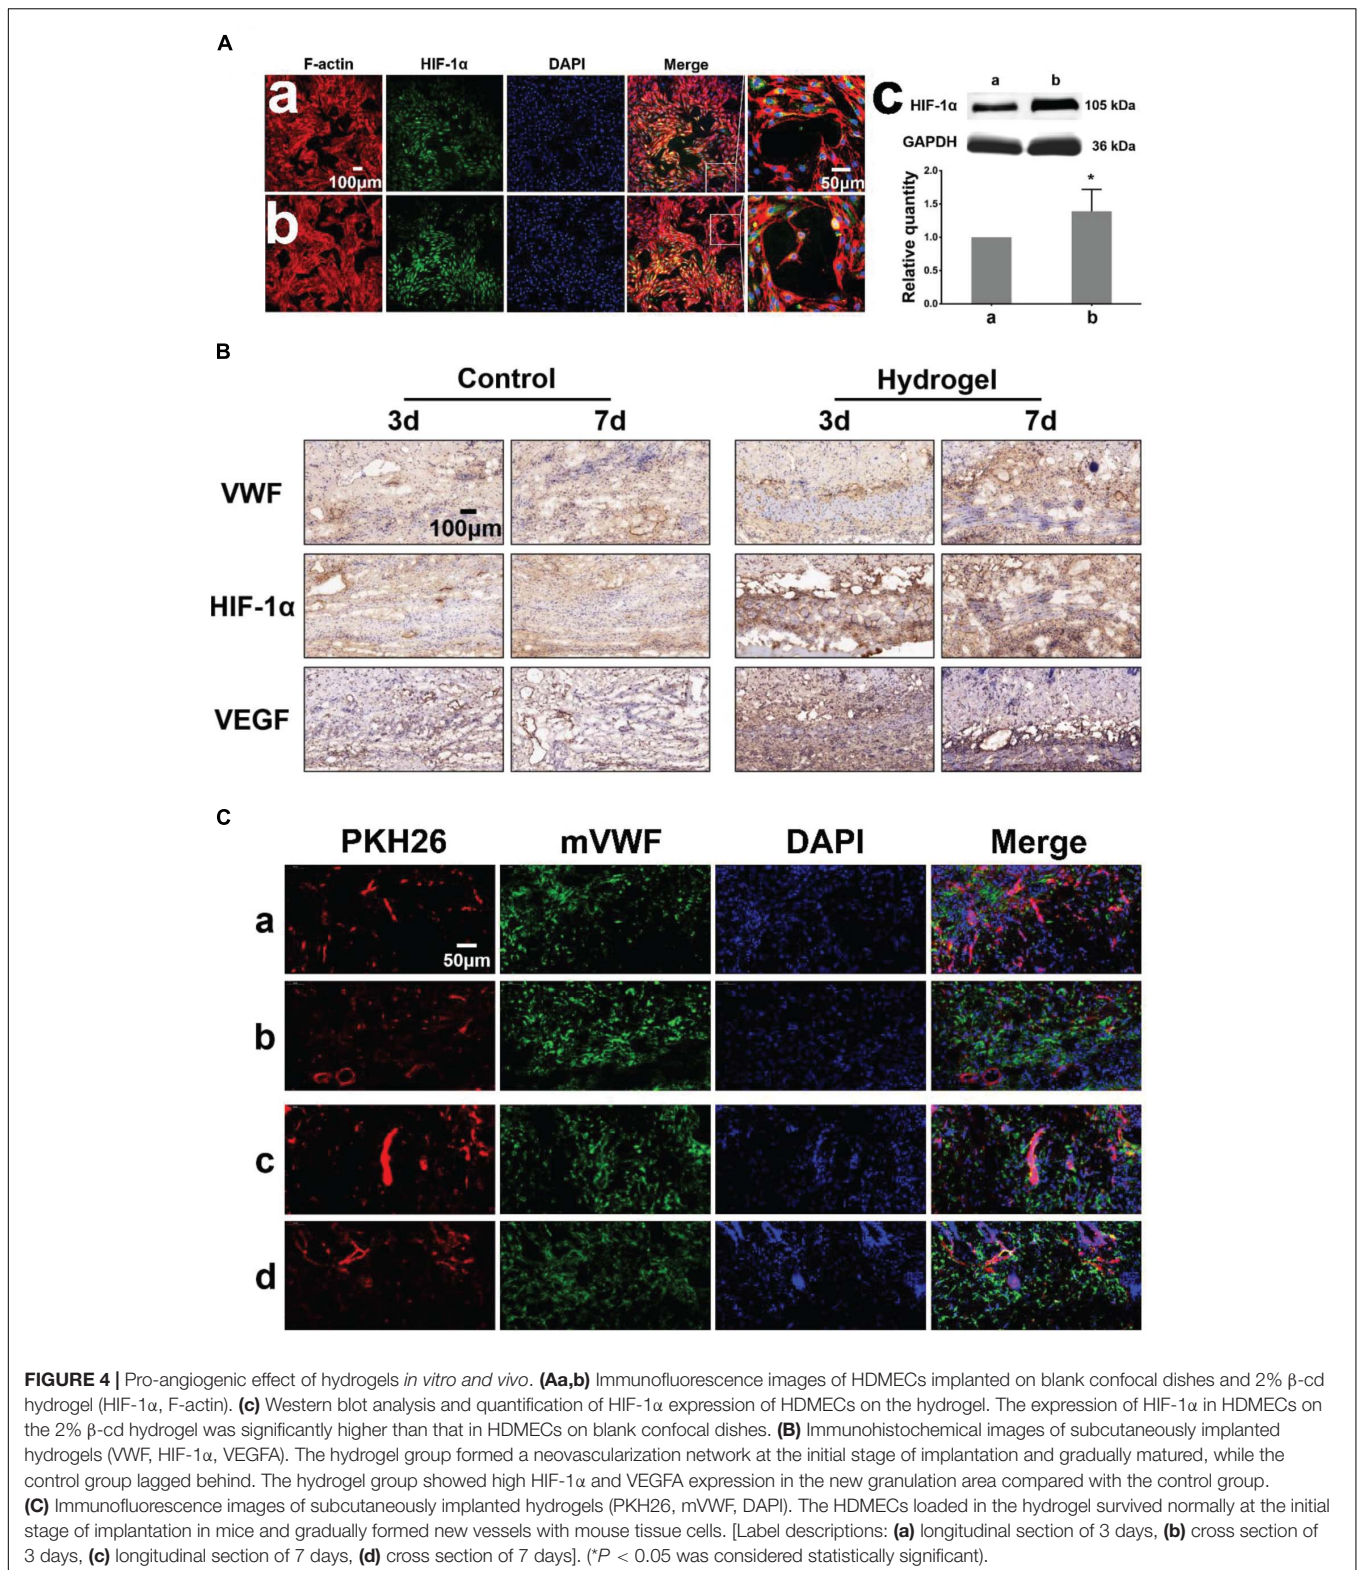 A
F-actin HIF-1α DAPI Merge
a
100μm
50μm
b
c
a b
HIF-1α 105 kDa
GAPDH 36 kDa
Relative quantity
2.0
1.5
1.0
0.5
0.0
*
a b
B
Control Hydrogel
3d 7d 3d 7d
VWF
100μm
HIF-1α
VEGF
C
PKH26 mVWF DAPI Merge
a
50μm
b
c
d
FIGURE 4 | Pro-angiogenic effect of hydrogels in vitro and vivo. (Aa,b) Immunofluorescence images of HDMECs implanted on blank confocal dishes and 2% β-cd
hydrogel (HIF-1α, F-actin). (c) Western blot analysis and quantification of HIF-1α expression of HDMECs on the hydrogel. The expression of HIF-1α in HDMECs on
the 2% β-cd hydrogel was significantly higher than that in HDMECs on blank confocal dishes. (B) Immunohistochemical images of subcutaneously implanted
hydrogels (VWF, HIF-1α, VEGFA). The hydrogel group formed a neovascularization network at the initial stage of implantation and gradually matured, while the
control group lagged behind. The hydrogel group showed high HIF-1α and VEGFA expression in the new granulation area compared with the control group.
(C) Immunofluorescence images of subcutaneously implanted hydrogels (PKH26, mVWF, DAPI). The HDMECs loaded in the hydrogel survived normally at the initial
stage of implantation in mice and gradually formed new vessels with mouse tissue cells. [Label descriptions: (a) longitudinal section of 3 days, (b) cross section of
3 days, (c) longitudinal section of 7 days, (d) cross section of 7 days]. (*P < 0.05 was considered statistically significant).